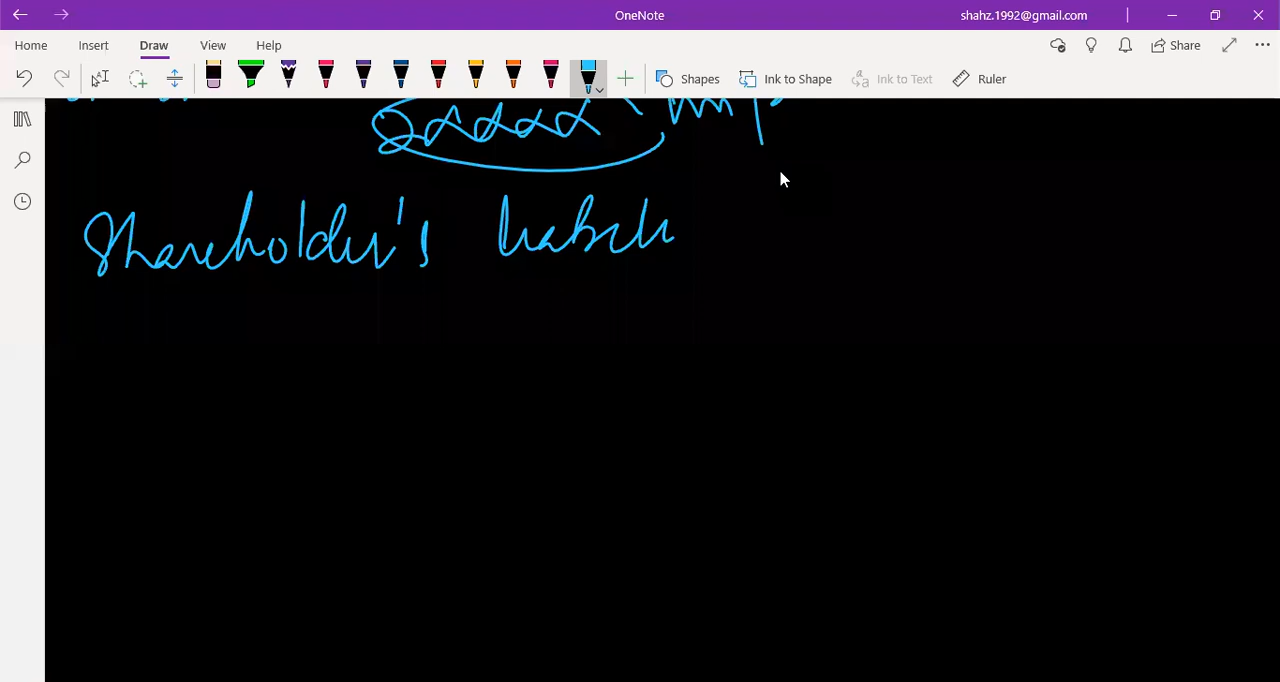 OneNote
shahz.1992@gmail.com
Home Insert Draw View Help
Share
Shapes Ink to Shape Ink to Text Ruler
Shareholder's